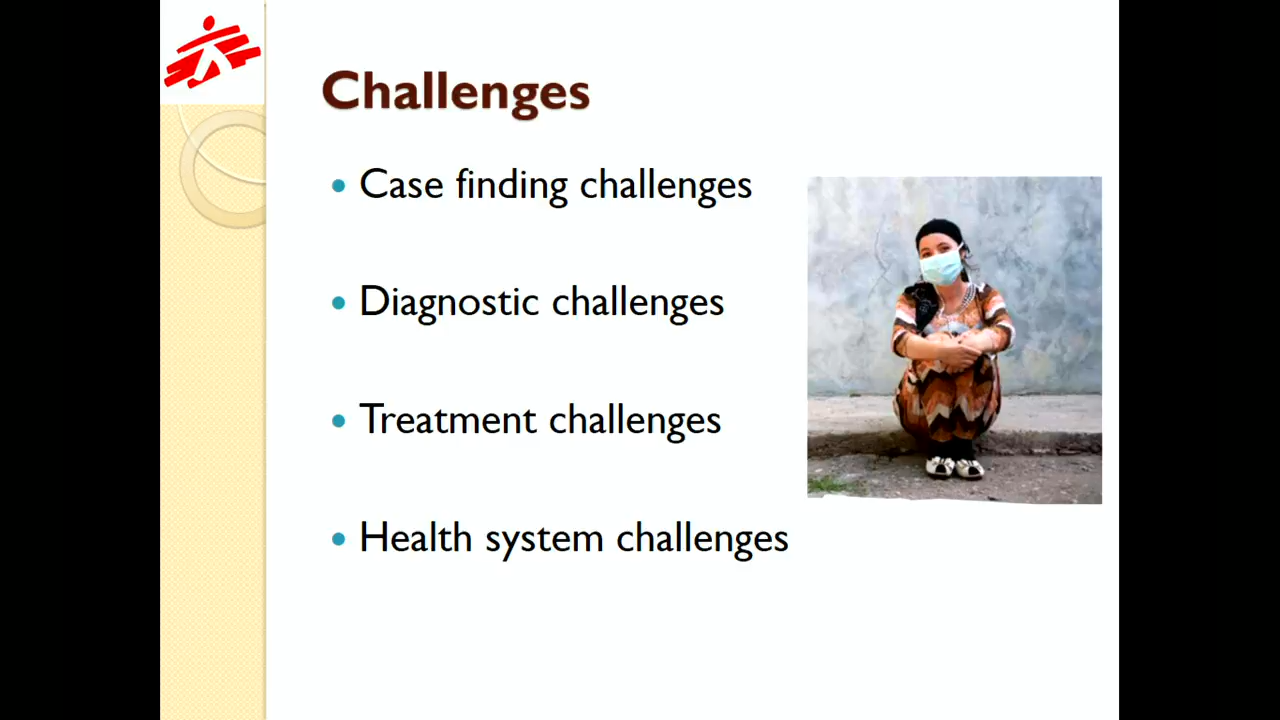 Challenges
Case finding challenges
Diagnostic challenges
Treatment challenges
Health system challenges